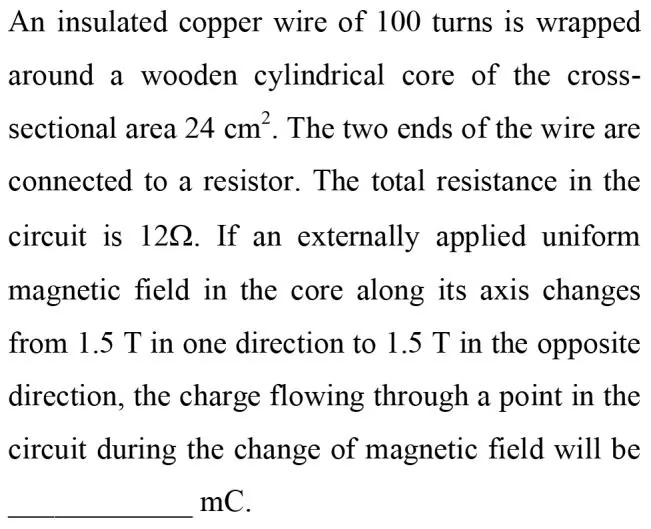 An insulated copper wire of 100 turns is wrapped
around a wooden cylindrical core of the cross-
sectional area 24 cm². The two ends of the wire are
connected to a resistor. The total resistance in the
circuit is 12Ω. If an externally applied uniform
magnetic field in the core along its axis changes
from 1.5 T in one direction to 1.5 T in the opposite
direction, the charge flowing through a point in the
circuit during the change of magnetic field will be
____________ mC.